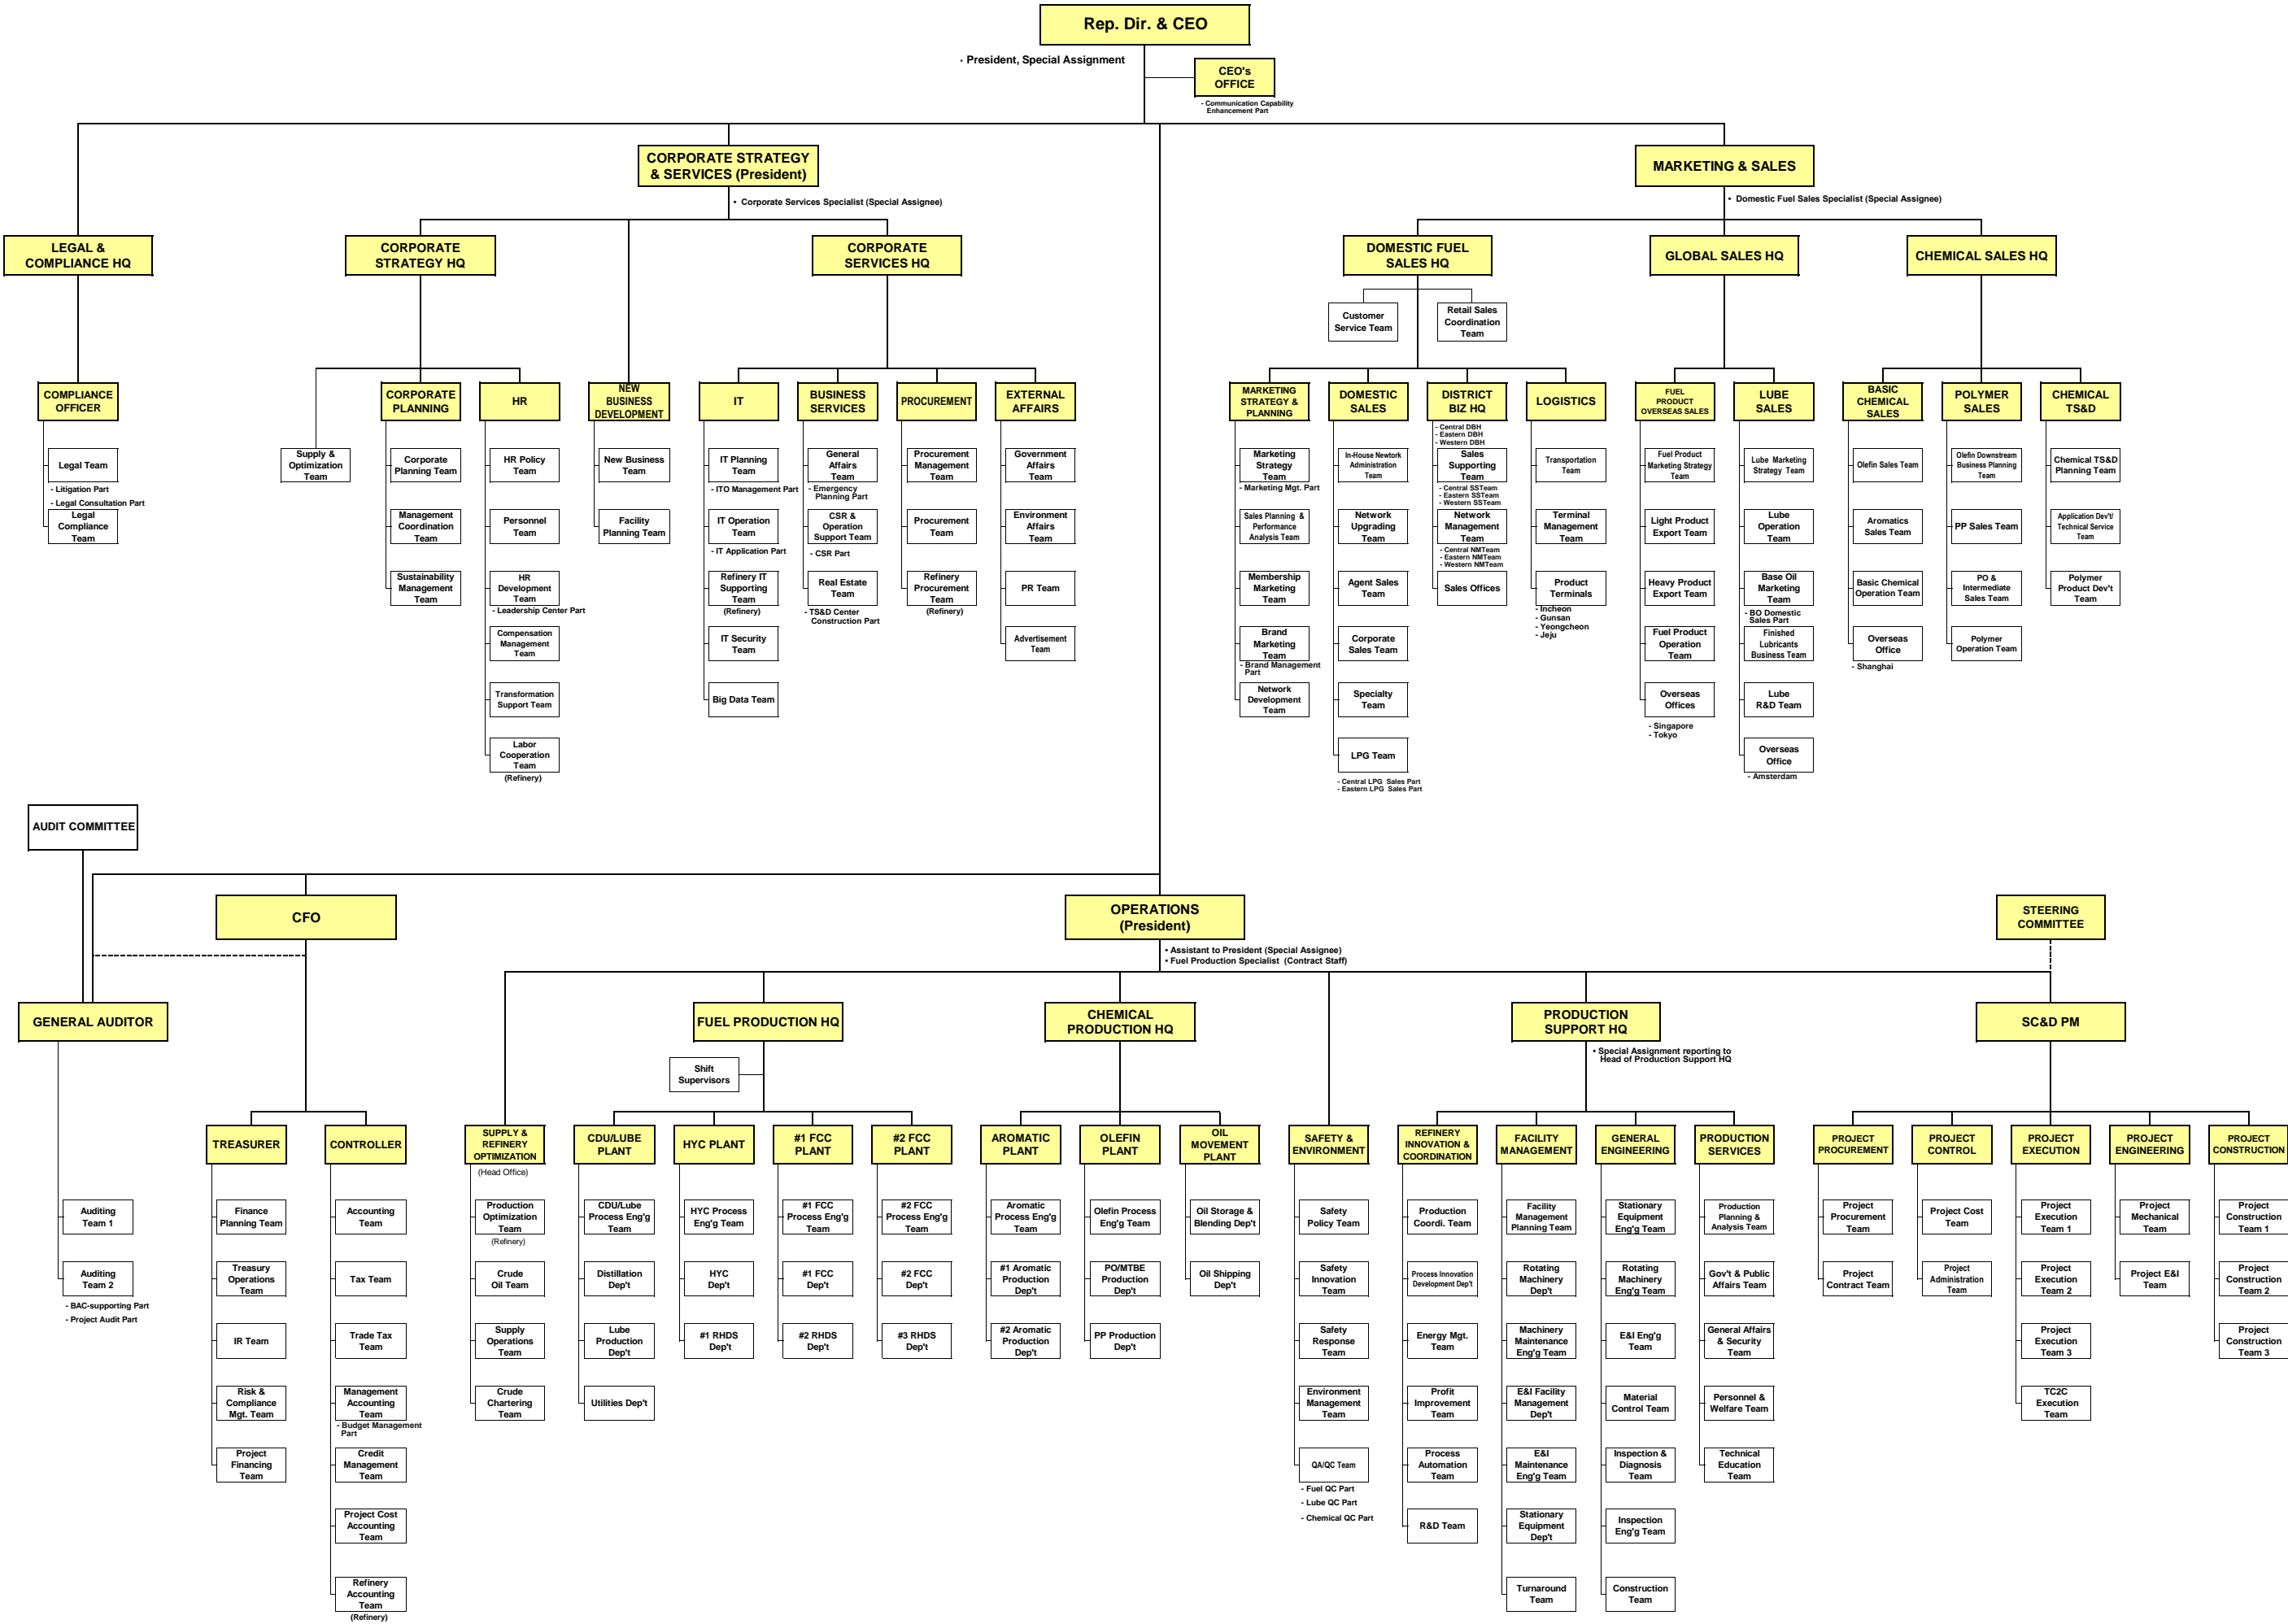 Rep. Dir. & CEO
- President, Special Assignment
CEO's
OFFICE
- Communication Capability
Enhancement Part
CORPORATE STRATEGY
& SERVICES (President)
• Corporate Services Specialist (Special Assignee)
MARKETING & SALES
• Domestic Fuel Sales Specialist (Special Assignee)
LEGAL &
COMPLIANCE HQ
CORPORATE
STRATEGY HQ
CORPORATE
SERVICES HQ
DOMESTIC FUEL
SALES HQ
GLOBAL SALES HQ
CHEMICAL SALES HQ
Customer
Service Team
Retail Sales
Coordination
Team
COMPLIANCE
OFFICER
Legal Team
- Litigation Part
- Legal Consultation Part
Legal
Compliance
Team
Supply &
Optimization
Team
CORPORATE
PLANNING
Corporate
Planning Team
Management
Coordination
Team
Sustainability
Management
Team
HR
HR Policy
Team
Personnel
Team
HR
Development
Team
- Leadership Center Part
Compensation
Management
Team
Transformation
Support Team
Labor
Cooperation
Team
(Refinery)
NEW
BUSINESS
DEVELOPMENT
New Business
Team
Facility
Planning Team
IT
IT Planning
Team
- ITO Management Part
IT Operation
Team
- IT Application Part
Refinery IT
Supporting
Team
(Refinery)
IT Security
Team
Big Data Team
BUSINESS
SERVICES
General
Affairs
Team
- Emergency
Planning Part
CSR &
Operation
Support Team
- CSR Part
Real Estate
Team
- TS&D Center
Construction Part
PROCUREMENT
Procurement
Management
Team
Procurement
Team
Refinery
Procurement
Team
(Refinery)
EXTERNAL
AFFAIRS
Government
Affairs
Team
Environment
Affairs
Team
PR Team
Advertisement
Team
MARKETING
STRATEGY &
PLANNING
Marketing
Strategy
Team
- Marketing Mgt. Part
Sales Planning &
Performance
Analysis Team
Membership
Marketing
Team
Brand
Marketing
Team
- Brand Management
Part
Network
Development
Team
DOMESTIC
SALES
In-House Newtork
Administration
Team
Network
Upgrading
Team
Agent Sales
Team
Corporate
Sales Team
Specialty
Team
LPG Team
- Central LPG Sales Part
- Eastern LPG Sales Part
DISTRICT
BIZ HQ
- Central DBH
- Eastern DBH
- Western DBH
Sales
Supporting
Team
- Central SSTeam
- Eastern SSTeam
- Western SSTeam
Network
Management
Team
- Central NMTeam
- Eastern NMTeam
- Western NMTeam
Sales Offices
LOGISTICS
Transportation
Team
Terminal
Management
Team
Product
Terminals
- Incheon
- Gunsan
- Yeongcheon
- Jeju
FUEL
PRODUCT
OVERSEAS SALES
Fuel Product
Marketing Strategy
Team
Light Product
Export Team
Heavy Product
Export Team
Fuel Product
Operation
Team
Overseas
Offices
- Singapore
- Tokyo
LUBE
SALES
Lube Marketing
Strategy Team
Lube
Operation
Team
Base Oil
Marketing
Team
- BO Domestic
Sales Part
Finished
Lubricants
Business Team
Lube
R&D Team
Overseas
Office
- Amsterdam
BASIC
CHEMICAL
SALES
Olefin Sales Team
Aromatics
Sales Team
Basic Chemical
Operation Team
Overseas
Office
- Shanghai
POLYMER
SALES
Olefin Downstream
Business Planning
Team
PP Sales Team
PO &
Intermediate
Sales Team
Polymer
Operation Team
CHEMICAL
TS&D
Chemical TS&D
Planning Team
Application Dev't/
Technical Service
Team
Polymer
Product Dev't
Team
AUDIT COMMITTEE
CFO
OPERATIONS
(President)
• Assistant to President (Special Assignee)
• Fuel Production Specialist (Contract Staff)
STEERING
COMMITTEE
GENERAL AUDITOR
FUEL PRODUCTION HQ
CHEMICAL
PRODUCTION HQ
PRODUCTION
SUPPORT HQ
• Special Assignment reporting to
Head of Production Support HQ
SC&D PM
Shift
Supervisors
Auditing
Team 1
Auditing
Team 2
- BAC-supporting Part
- Project Audit Part
TREASURER
Finance
Planning Team
Treasury
Operations
Team
IR Team
Risk &
Compliance
Mgt. Team
Project
Financing
Team
CONTROLLER
Accounting
Team
Tax Team
Trade Tax
Team
Management
Accounting
Team
- Budget Management
Part
Credit
Management
Team
Project Cost
Accounting
Team
Refinery
Accounting
Team
(Refinery)
SUPPLY &
REFINERY
OPTIMIZATION
(Head Office)
Production
Optimization
Team
(Refinery)
Crude
Oil Team
Supply
Operations
Team
Crude
Chartering
Team
CDU/LUBE
PLANT
CDU/Lube
Process Eng'g
Team
Distillation
Dep't
Lube
Production
Dep't
Utilities Dep't
HYC PLANT
HYC Process
Eng'g Team
HYC
Dep't
#1 RHDS
Dep't
#1 FCC
PLANT
#1 FCC
Process Eng'g
Team
#1 FCC
Dep't
#2 RHDS
Dep't
#2 FCC
PLANT
#2 FCC
Process Eng'g
Team
#2 FCC
Dep't
#3 RHDS
Dep't
AROMATIC
PLANT
Aromatic
Process Eng'g
Team
#1 Aromatic
Production
Dep't
#2 Aromatic
Production
Dep't
OLEFIN
PLANT
Olefin Process
Eng'g Team
PO/MTBE
Production
Dep't
PP Production
Dep't
OIL
MOVEMENT
PLANT
Oil Storage &
Blending Dep't
Oil Shipping
Dep't
SAFETY &
ENVIRONMENT
Safety
Policy Team
Safety
Innovation
Team
Safety
Response
Team
Environment
Management
Team
QA/QC Team
- Fuel QC Part
- Lube QC Part
- Chemical QC Part
REFINERY
INNOVATION &
COORDINATION
Production
Coordi. Team
Process Innovation
Development Dep't
Energy Mgt.
Team
Profit
Improvement
Team
Process
Automation
Team
R&D Team
FACILITY
MANAGEMENT
Facility
Management
Planning Team
Rotating
Machinery
Dep't
Machinery
Maintenance
Eng'g Team
E&I Facility
Management
Dep't
E&I
Maintenance
Eng'g Team
Stationary
Equipment
Dep't
Turnaround
Team
GENERAL
ENGINEERING
Stationary
Equipment
Eng'g Team
Rotating
Machinery
Eng'g Team
E&I Eng'g
Team
Material
Control Team
Inspection &
Diagnosis
Team
Inspection
Eng'g Team
Construction
Team
PRODUCTION
SERVICES
Production
Planning &
Analysis Team
Gov't & Public
Affairs Team
General Affairs
& Security
Team
Personnel &
Welfare Team
Technical
Education
Team
PROJECT
PROCUREMENT
Project
Procurement
Team
Project
Contract Team
PROJECT
CONTROL
Project Cost
Team
Project
Administration
Team
PROJECT
EXECUTION
Project
Execution
Team 1
Project
Execution
Team 2
Project
Execution
Team 3
TC2C
Execution
Team
PROJECT
ENGINEERING
Project
Mechanical
Team
Project E&I
Team
PROJECT
CONSTRUCTION
Project
Construction
Team 1
Project
Construction
Team 2
Project
Construction
Team 3